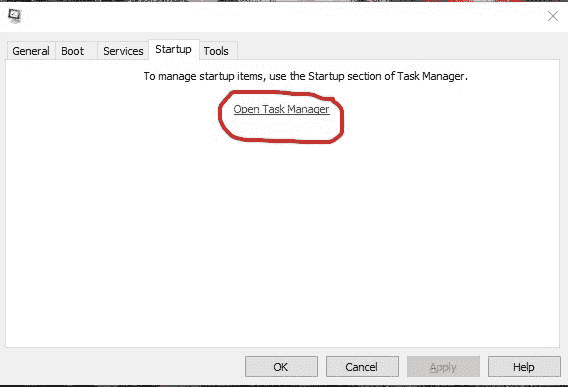 General Boot Services Startup Tools
To manage startup items, use the Startup section of Task Manager.
Open Task Manager
OK Cancel Apply Help